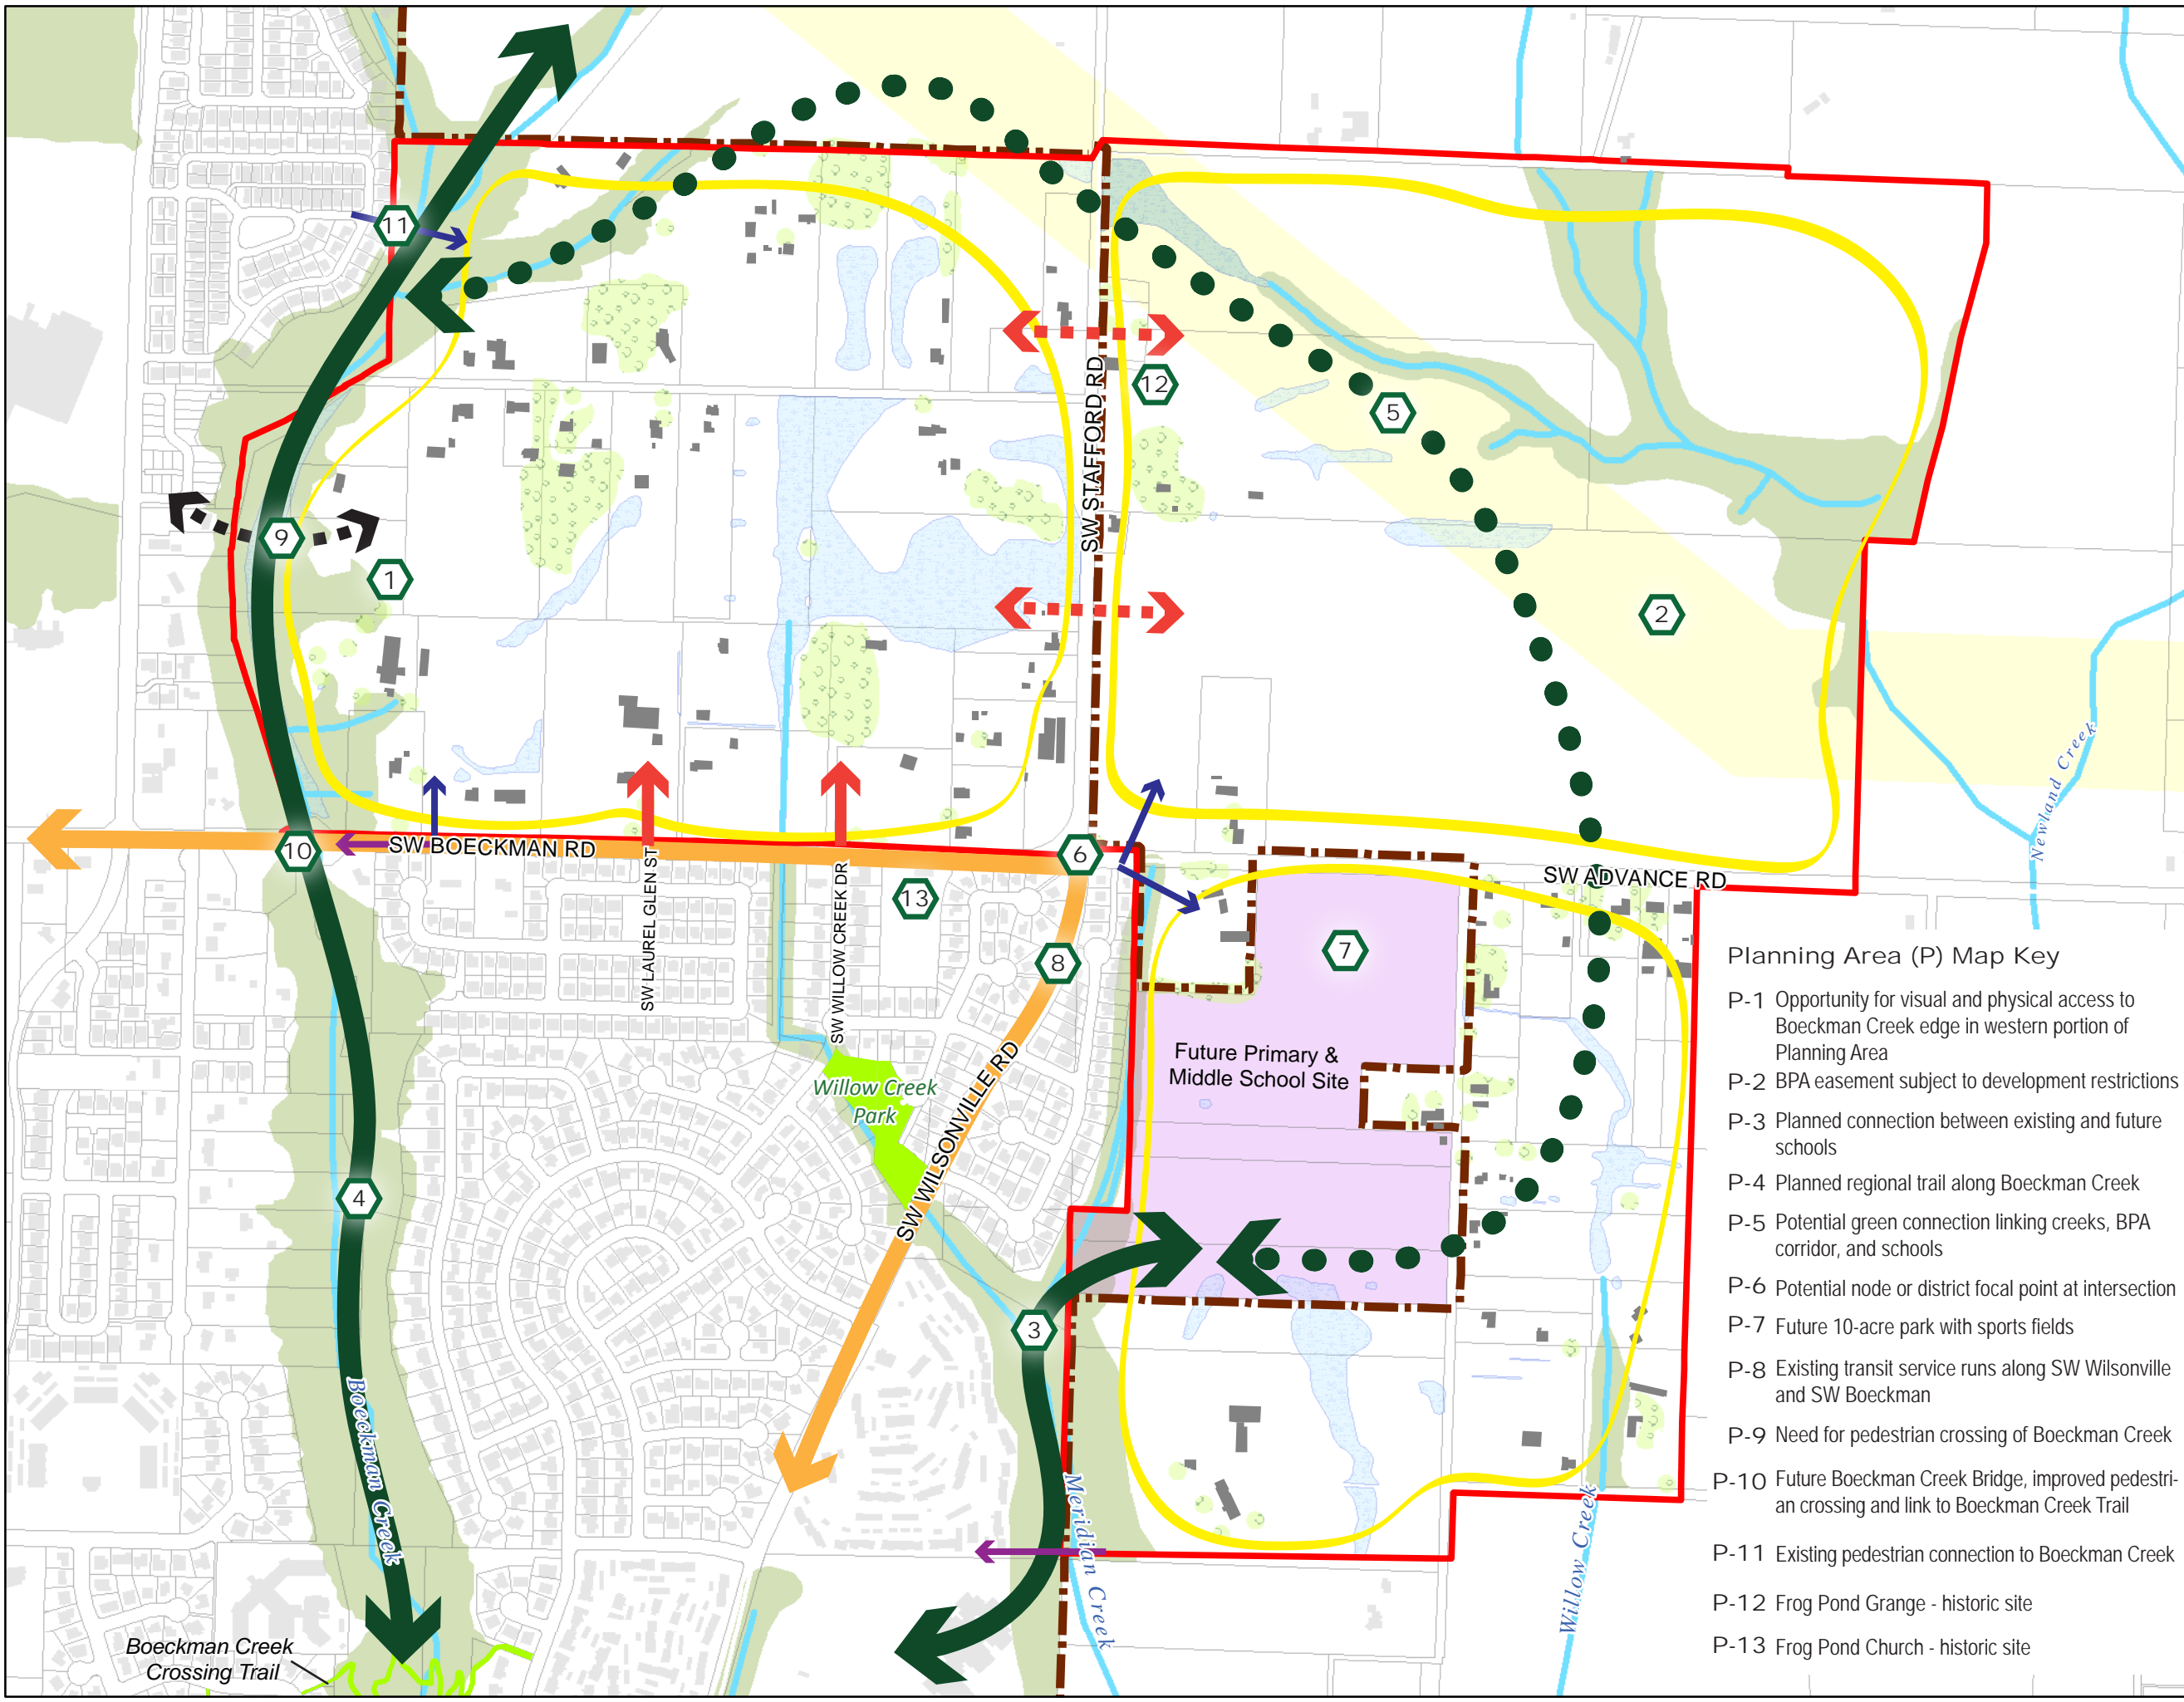 11
12
5
SW STAFFORD RD
9
1
2
Newland Creek
10
SW BOECKMAN RD
6
SW ADVANCE RD
SW LAUREL GLEN ST
SW WILLOW CREEK DR
13
8
7
Future Primary &
Middle School Site
Willow Creek
Park
SW WILSONVILLE RD
4
3
Boeckman Creek
Meridian Creek
Willow Creek
Boeckman Creek
Crossing Trail
Planning Area (P) Map Key
P-1 Opportunity for visual and physical access to
Boeckman Creek edge in western portion of
Planning Area
P-2 BPA easement subject to development restrictions
P-3 Planned connection between existing and future
schools
P-4 Planned regional trail along Boeckman Creek
P-5 Potential green connection linking creeks, BPA
corridor, and schools
P-6 Potential node or district focal point at intersection
P-7 Future 10-acre park with sports fields
P-8 Existing transit service runs along SW Wilsonville
and SW Boeckman
P-9 Need for pedestrian crossing of Boeckman Creek
P-10 Future Boeckman Creek Bridge, improved pedestri-
an crossing and link to Boeckman Creek Trail
P-11 Existing pedestrian connection to Boeckman Creek
P-12 Frog Pond Grange - historic site
P-13 Frog Pond Church - historic site